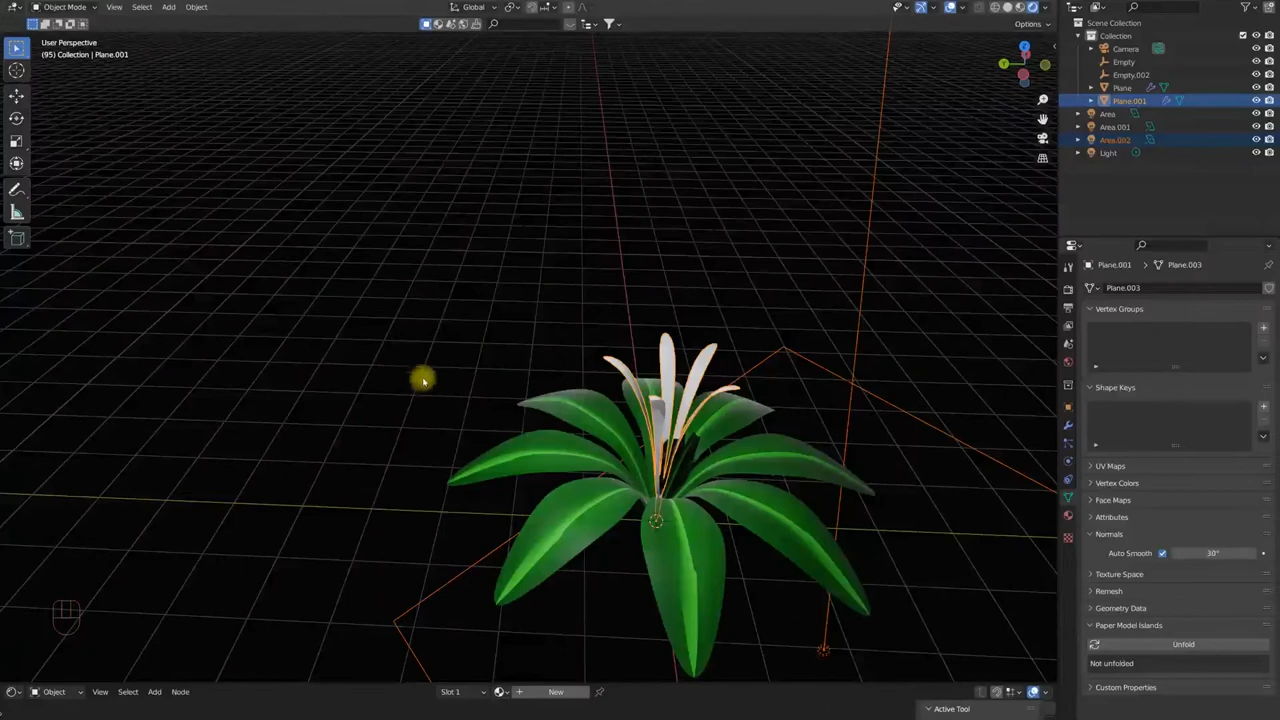 Object Mode View Select Add Object Global
Options
User Perspective
(95) Collection | Plane.001
Scene Collection
Collection
Camera
Empty
Empty.002
Plane
Plane.001
Area
Area.001
Area.002
Light
Plane.001 > Plane.003
Plane.003
Vertex Groups
Shape Keys
UV Maps
Vertex Colors
Face Maps
Attributes
Normals
Auto Smooth 30°
Texture Space
Remesh
Geometry Data
Paper Model Islands
Unfold
Not unfolded
Custom Properties
Object View Select Add Node Slot 1 New
Active Tool